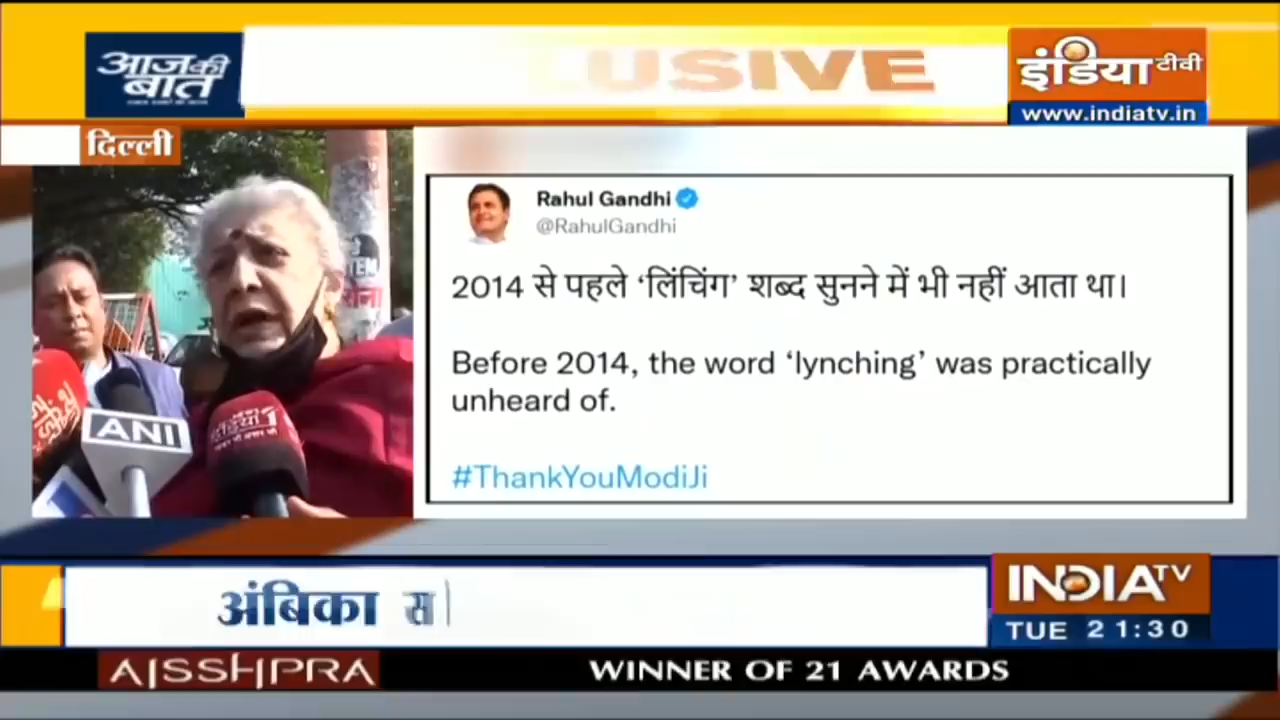 आज की
बात
LUSIVE
इंडिया टीवी
www.indiatv.in
दिल्ली
ANI
Rahul Gandhi
@RahulGandhi
2014 से पहले ‘लिंचिंग’ शब्द सुनने में भी नहीं आता था।
Before 2014, the word ‘lynching’ was practically
unheard of.
#ThankYouModiJi
अंबिका स
INDIA TV
TUE 21:30
AISSHPRA
WINNER OF 21 AWARDS